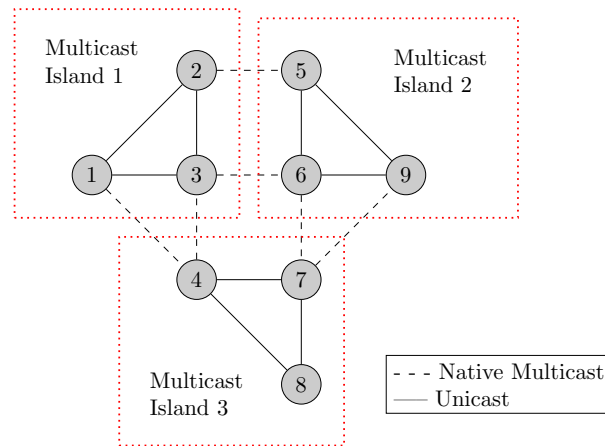 Multicast
Island 1
Multicast
Island 2
2
5
1
3
6
9
4
7
8
Multicast
Island 3
Native Multicast
Unicast